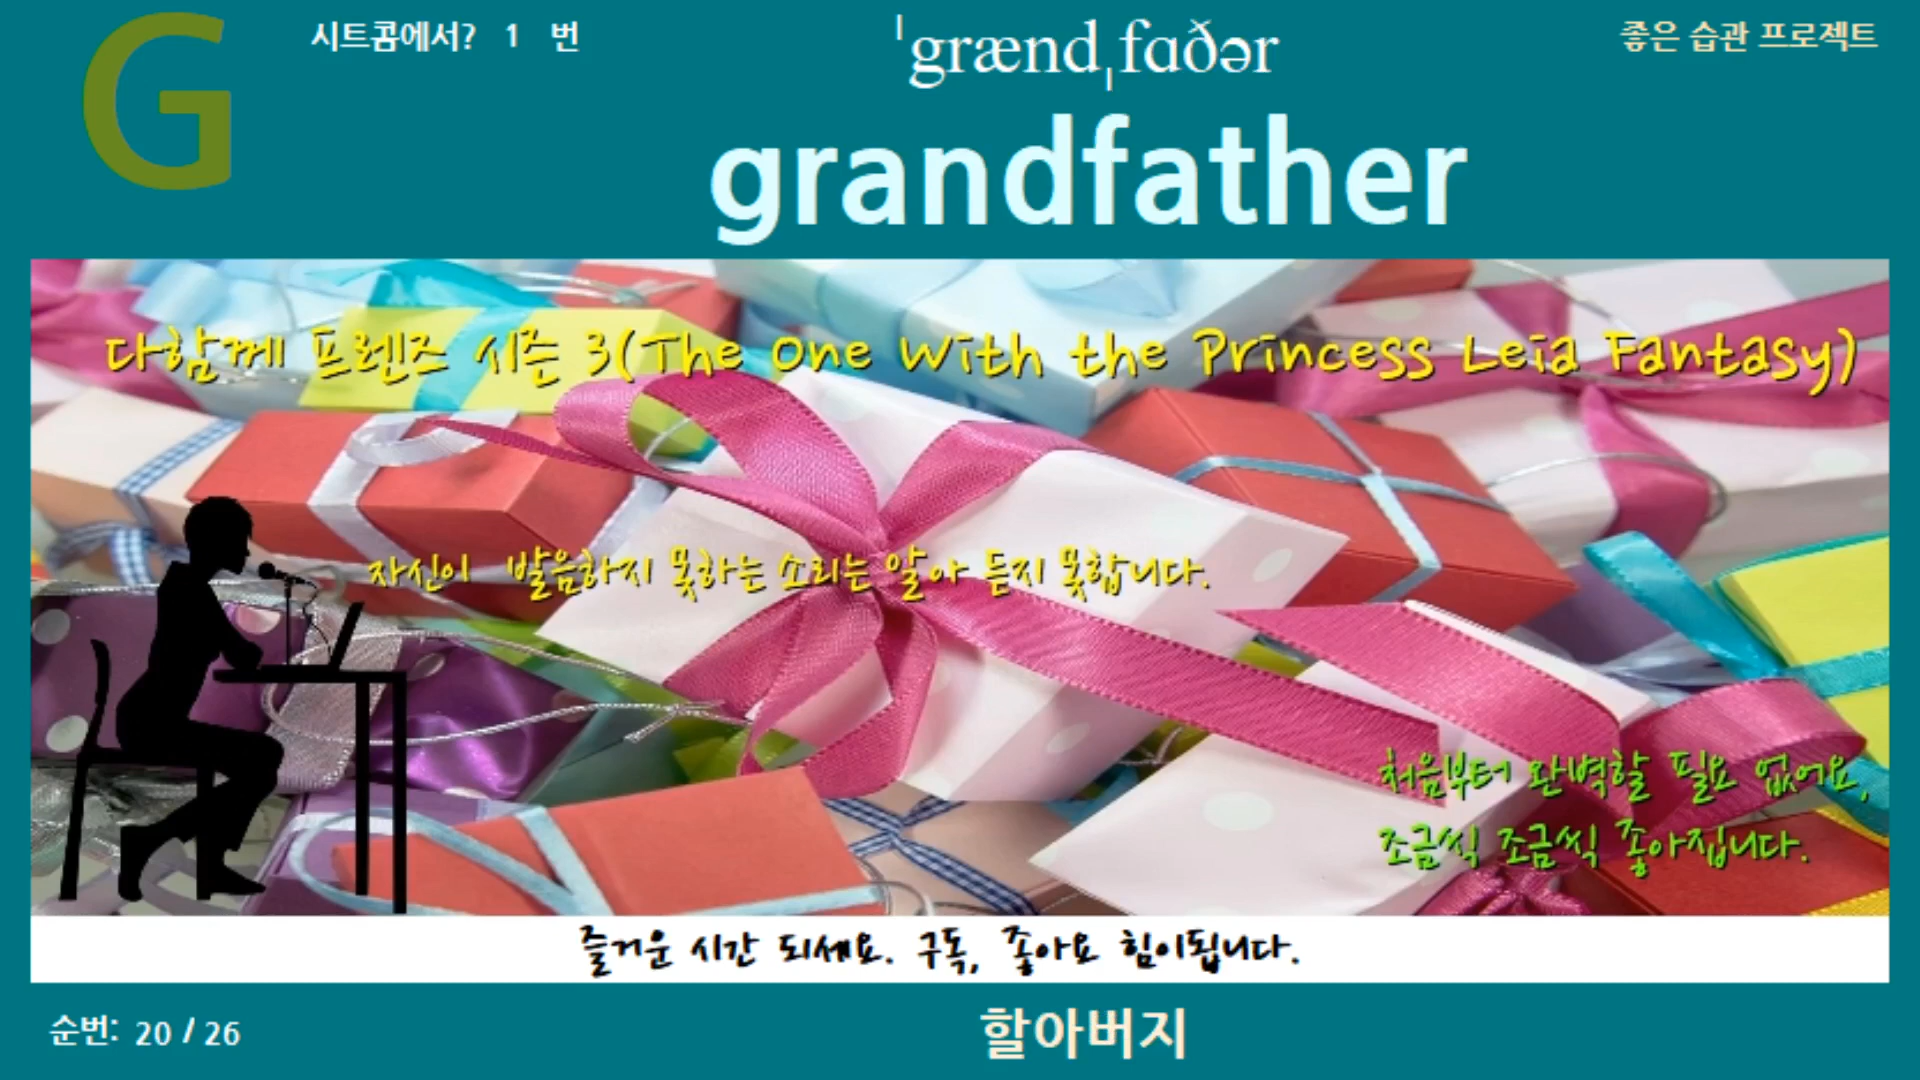 G
시트콤에서? 1 번
ˈgrændˌfɑðər
좋은 습관 프로젝트
grandfather
다함께 프렌즈 시즌 3(The One With the Princess Leia Fantasy)
자신이 발음하지 못하는 소리는 알아 듣지 못합니다.
처음부터 완벽할 필요 없어요,
조금씩 조금씩 좋아집니다.
즐거운 시간 되세요. 구독, 좋아요 힘이됩니다.
순번: 20 / 26
할아버지